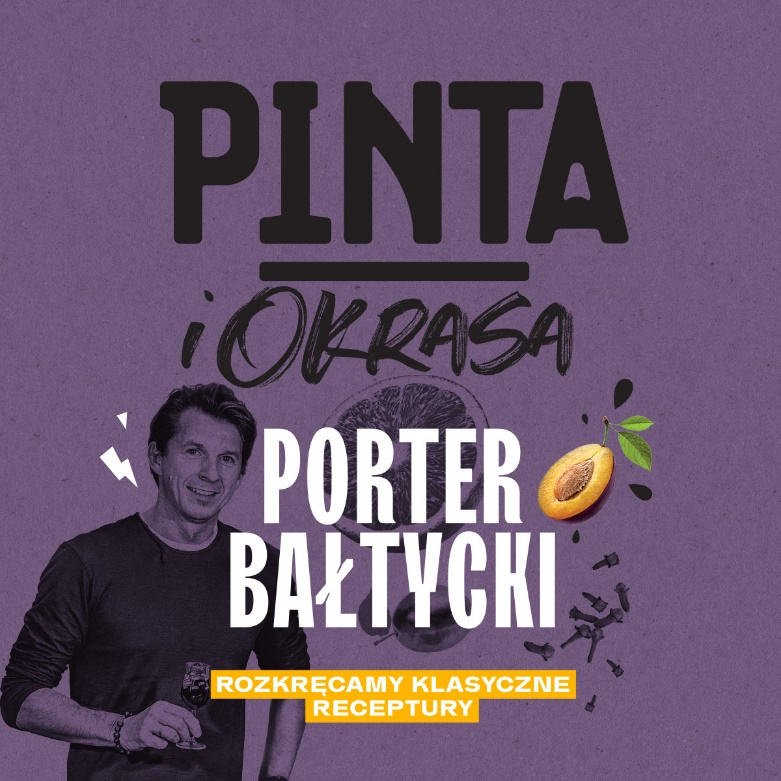 PINTA
i OKRASA
PORTER
BAŁTYCKI
ROZKRĘCAMY KLASYCZNE
RECEPTURY